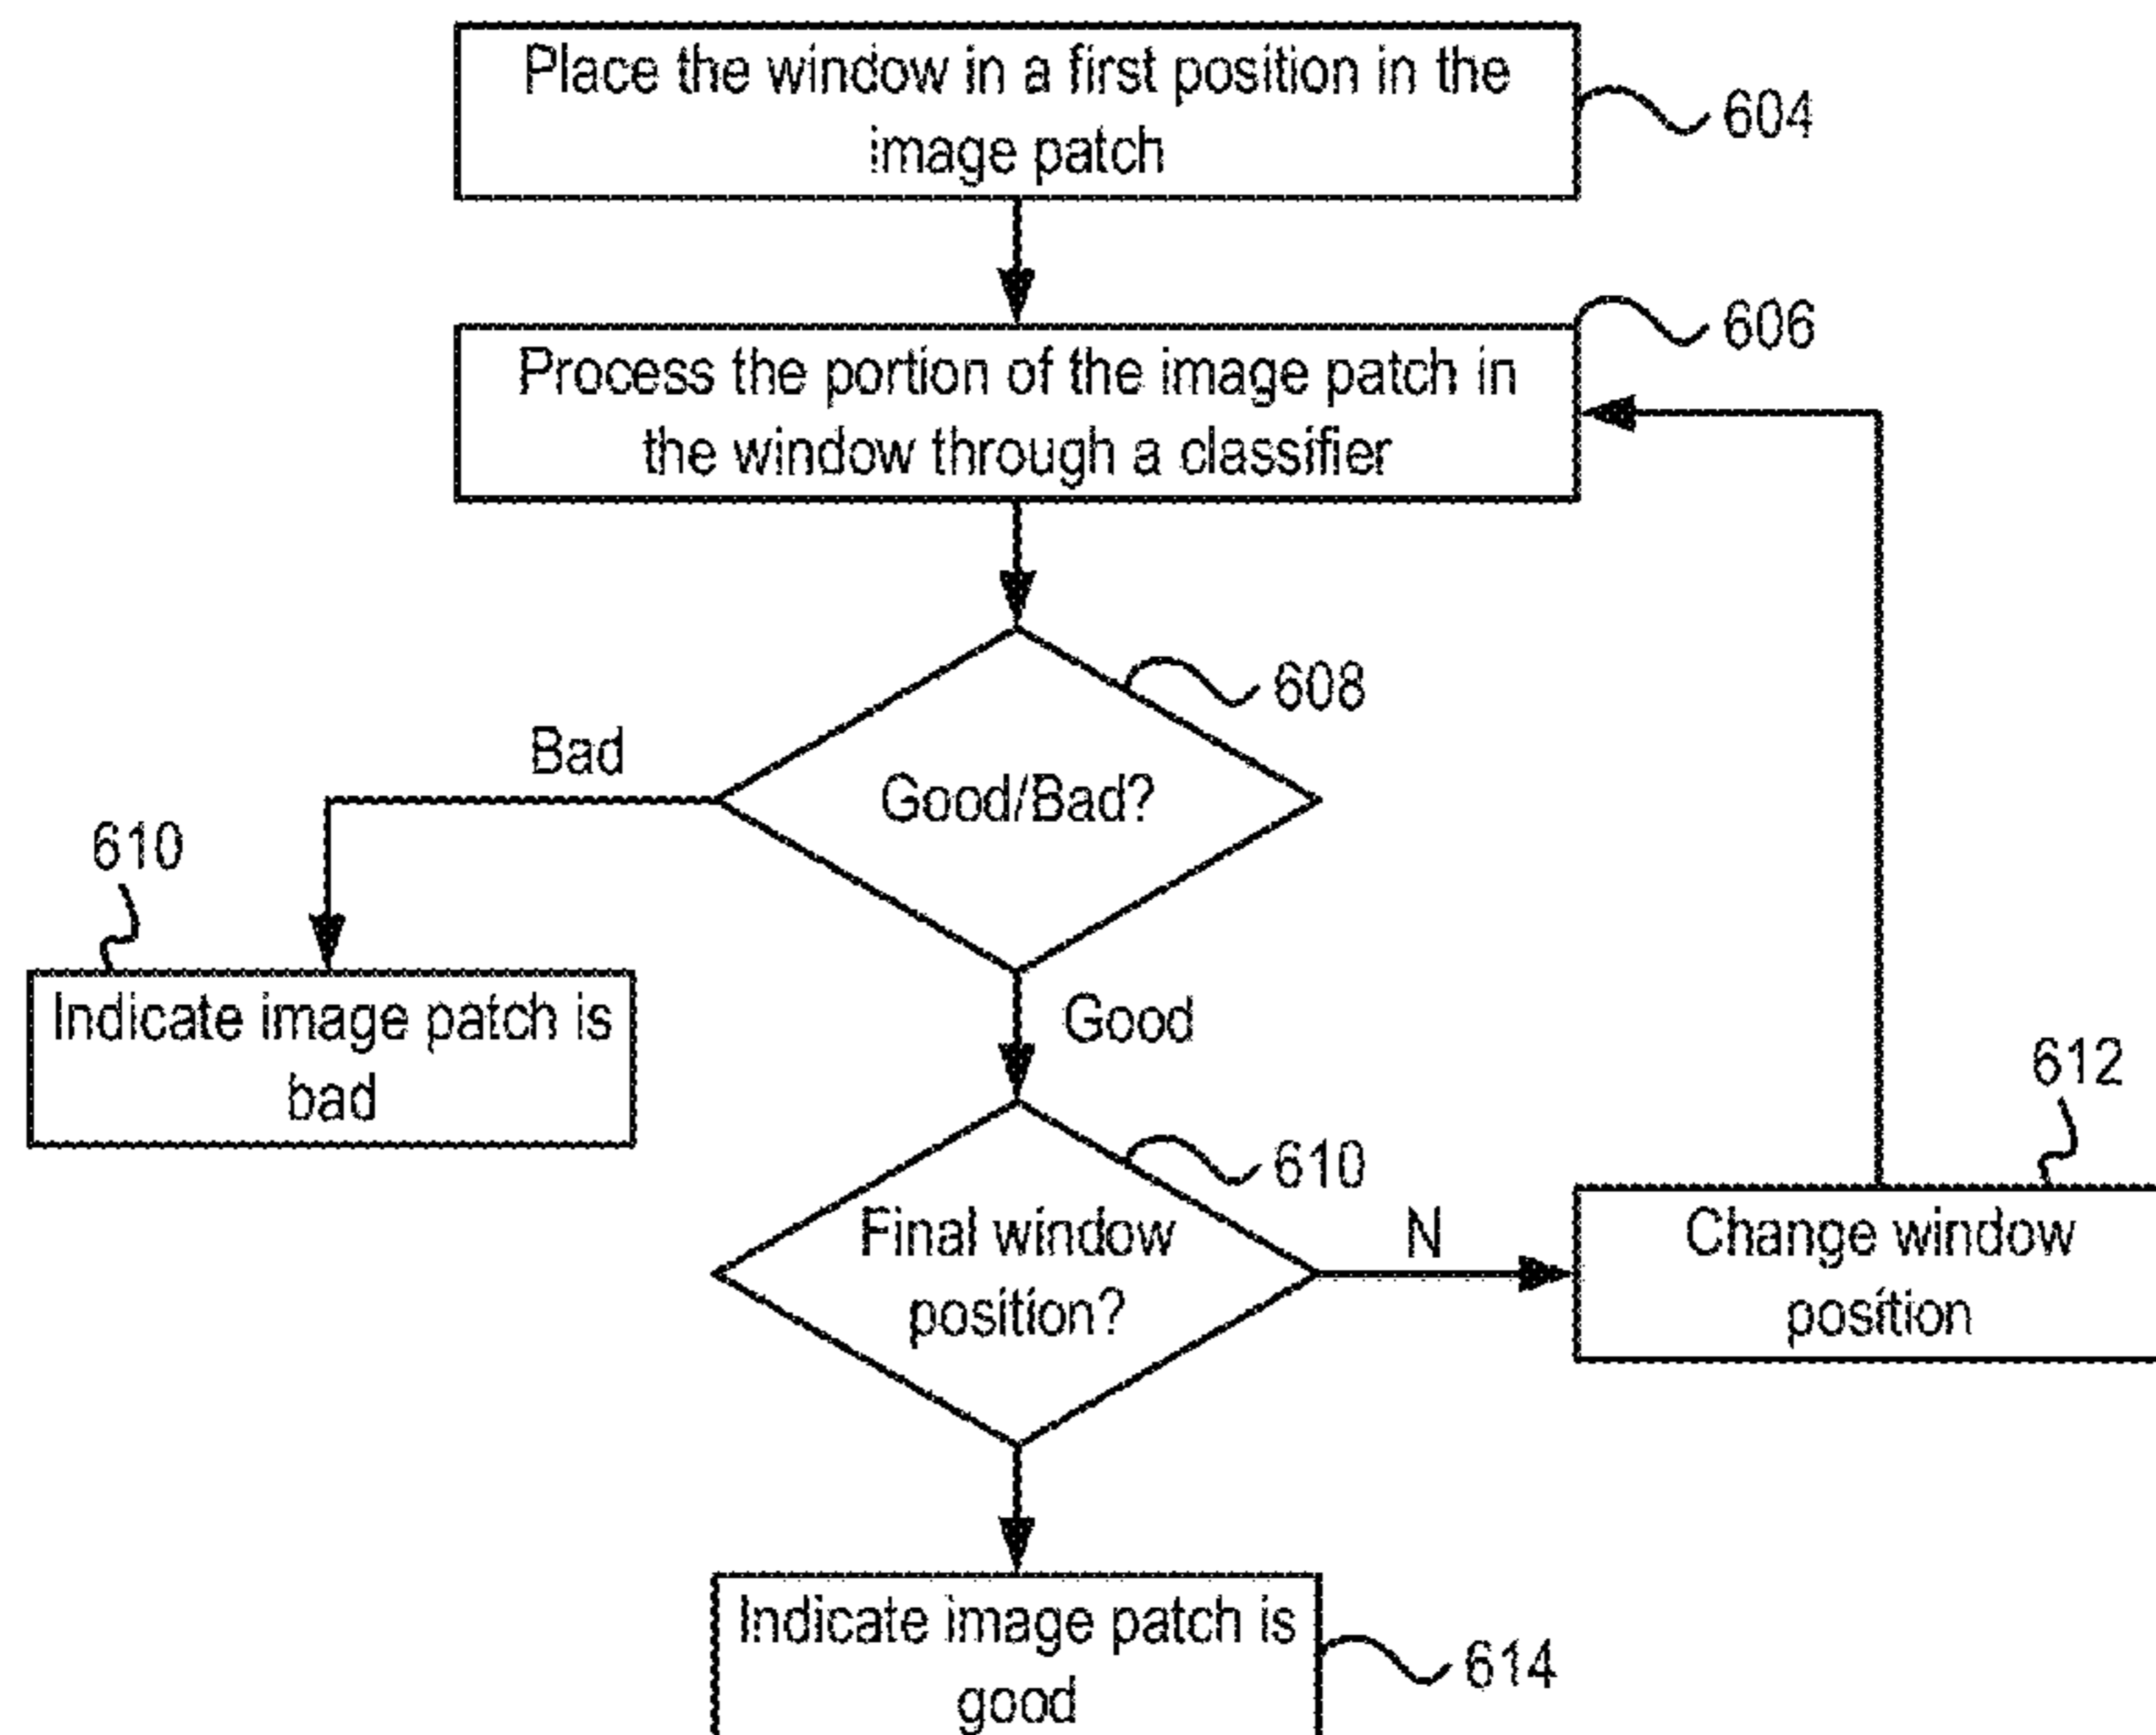 Place the window in a first position in the
image patch
604
606
Process the portion of the image patch in
the window through a classifier
608
Bad
Good/Bad?
610
Indicate image patch is
bad
Good
612
610
Final window
position?
N
Change window
position
Indicate image patch is
good
614